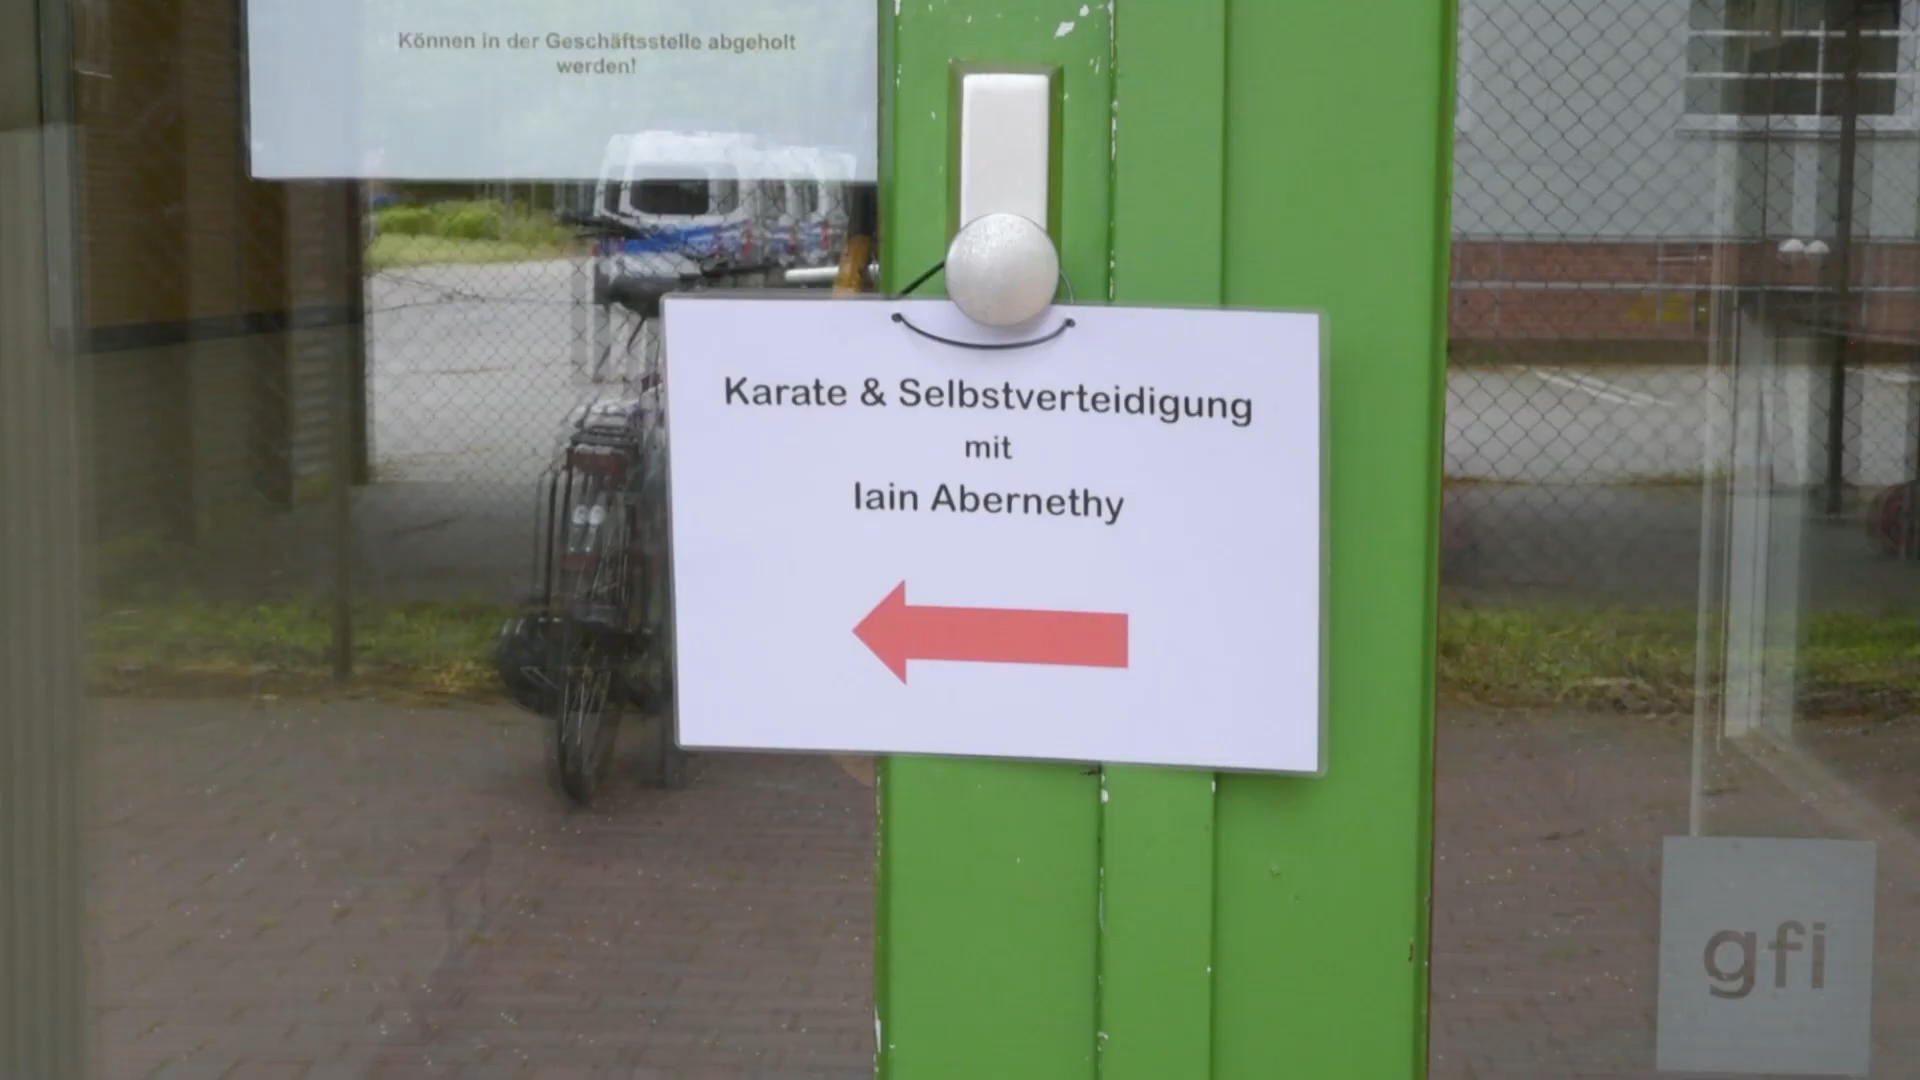 Können in der Geschäftsstelle abgeholt
werden!
Karate & Selbstverteidigung
mit
Iain Abernethy
gfi